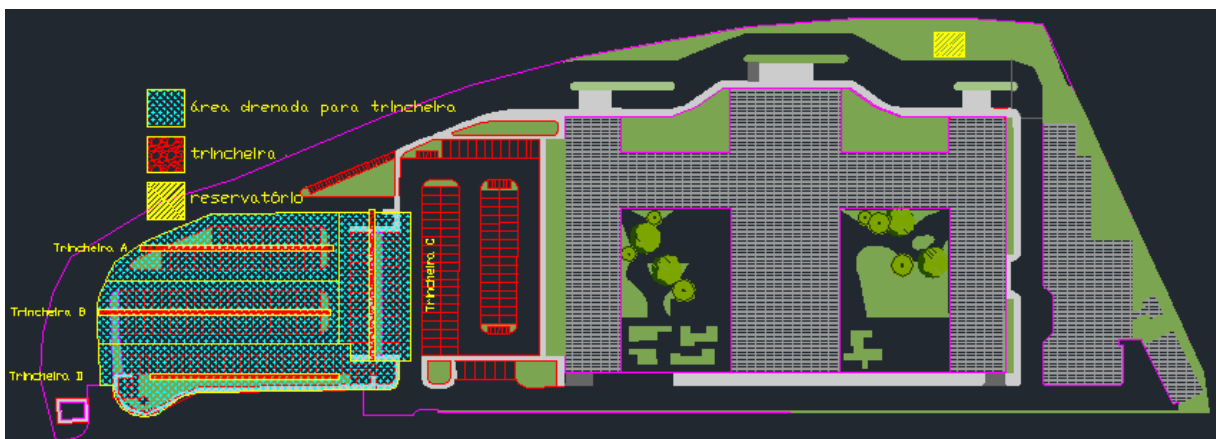 área drenada para trincheira
trincheira
reservatório
Trincheira A
Trincheira B
Trincheira C
Trincheira D